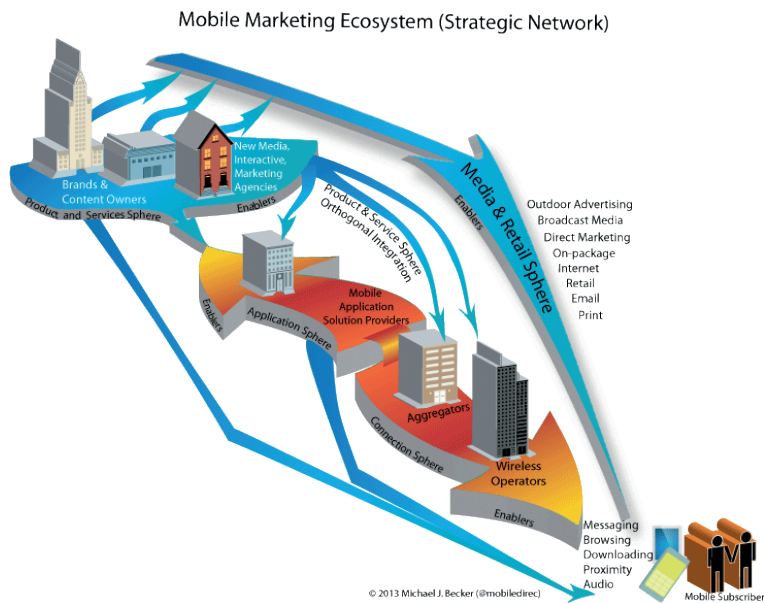 Mobile Marketing Ecosystem (Strategic Network)
New Media,
Interactive,
Marketing
Agencies
Brands &
Content Owners
Product and Services Sphere
Enablers
Product & Service Sphere
Orthogonal Integration
Media & Retail Sphere
Enablers
Outdoor Advertising
Broadcast Media
Direct Marketing
On-package
Internet
Retail
Email
Print
Mobile
Application
Solution Providers
Enablers
Application Sphere
Aggregators
Connection Sphere
Wireless
Operators
Enablers
Messaging
Browsing
Downloading
Proximity
Audio
Mobile Subscriber
© 2013 Michael J. Becker (@mobiledirec)